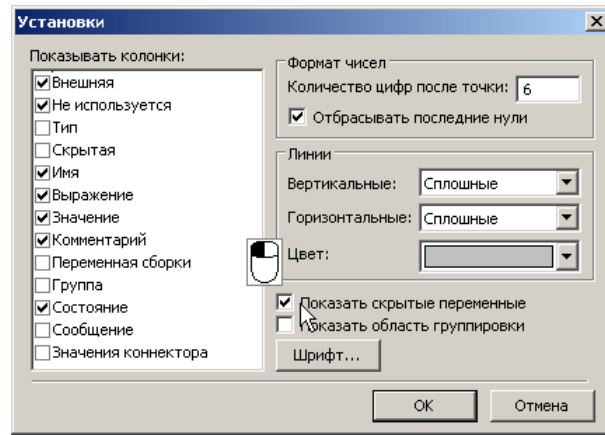 Установки
Показывать колонки:
Внешняя
Не используется
Тип
Скрытая
Имя
Выражение
Значение
Комментарий
Переменная сборки
Группа
Состояние
Сообщение
Значения коннектора
Формат чисел
Количество цифр после точки: 6
Отбрасывать последние нули
Линии
Вертикальные: Сплошные
Горизонтальные: Сплошные
Цвет:
Показать скрытые переменные
Показать область группировки
Шрифт...
OK Отмена